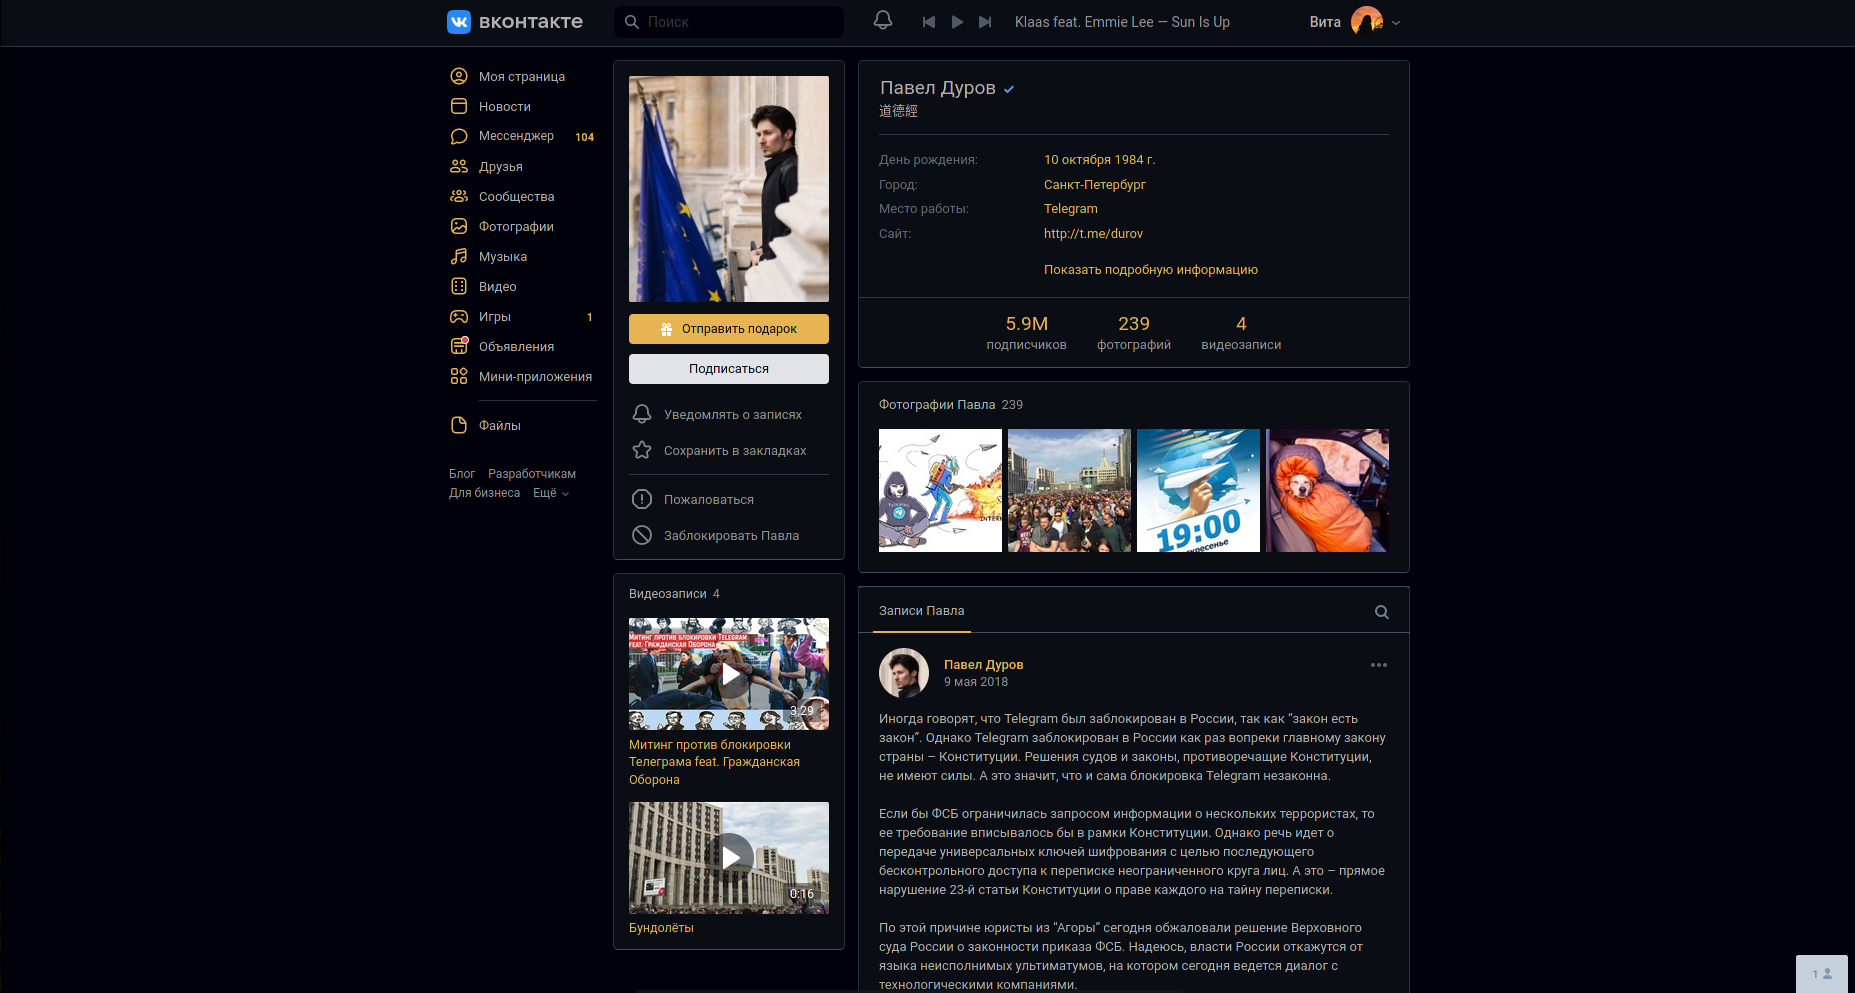 вконтакте
Поиск
Klaas feat. Emmie Lee — Sun Is Up
Вита
Моя страница
Новости
Мессенджер 104
Друзья
Сообщества
Фотографии
Музыка
Видео
Игры 1
Объявления
Мини-приложения
Файлы
Блог Разработчикам
Для бизнеса Ещё
Отправить подарок
Подписаться
Уведомлять о записях
Сохранить в закладках
Пожаловаться
Заблокировать Павла
Видеозаписи 4
Митинг против блокировки Telegram
feat. Гражданская Оборона
3:29
Митинг против блокировки
Телеграма feat. Гражданская
Оборона
0:16
Бундолёты
Павел Дуров
道德經
День рождения: 10 октября 1984 г.
Город: Санкт-Петербург
Место работы: Telegram
Сайт: http://t.me/durov
Показать подробную информацию
5.9M 239 4
подписчиков фотографий видеозаписи
Фотографии Павла 239
19:00
Записи Павла
Павел Дуров
9 мая 2018
Иногда говорят, что Telegram был заблокирован в России, так как “закон есть
закон”. Однако Telegram заблокирован в России как раз вопреки главному закону
страны – Конституции. Решения судов и законы, противоречащие Конституции,
не имеют силы. А это значит, что и сама блокировка Telegram незаконна.
Если бы ФСБ ограничилась запросом информации о нескольких террористах, то
ее требование вписывалось бы в рамки Конституции. Однако речь идет о
передаче универсальных ключей шифрования с целью последующего
бесконтрольного доступа к переписке неограниченного круга лиц. А это – прямое
нарушение 23-й статьи Конституции о праве каждого на тайну переписки.
По этой причине юристы из “Агоры” сегодня обжаловали решение Верховного
суда России о законности приказа ФСБ. Надеюсь, власти России откажутся от
языка неисполнимых ультиматумов, на котором сегодня ведется диалог с
технологическими компаниями.
1